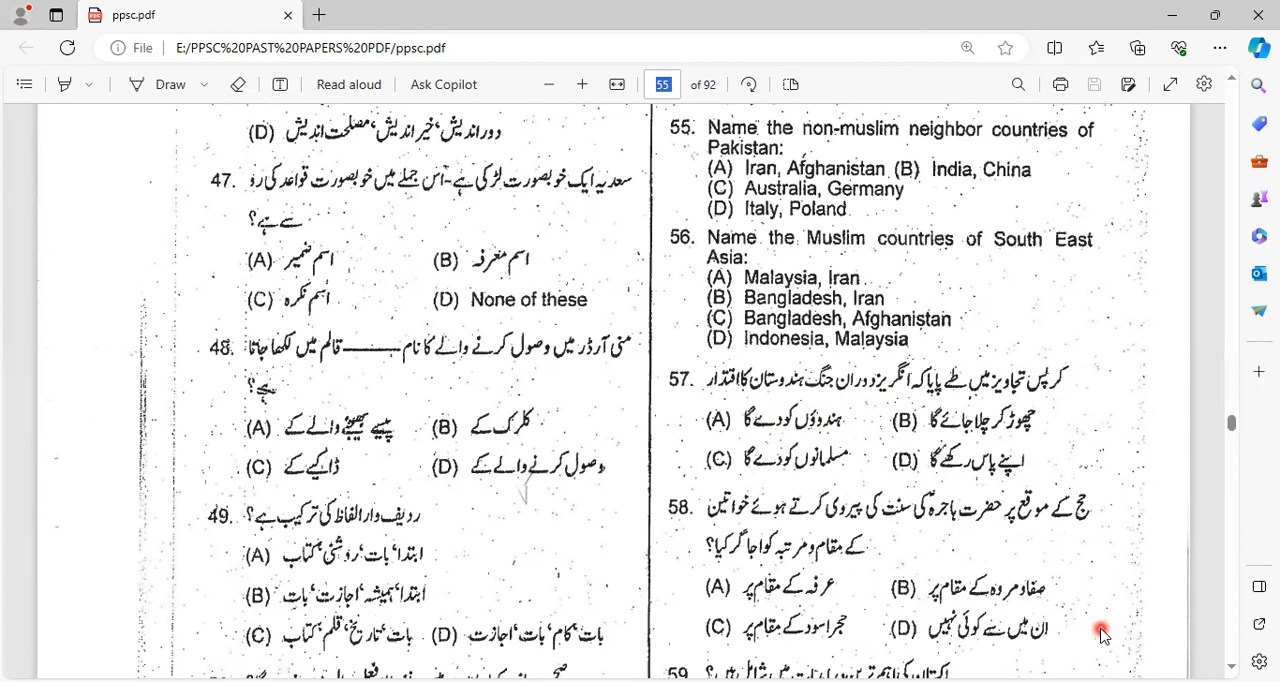 ppsc.pdf
File E:/PPSC%20PAST%20PAPERS%20PDF/ppsc.pdf
Draw Read aloud Ask Copilot 55 of 92
(D) دور اندیش‘ خیر اندیش‘ مصلحت اندیش
47. سعدیہ ایک خوبصورت لڑکی ہے۔ اس جملے میں خوبصورت قواعد کی رو
سے ہے؟
(A) اسم ضمیر (B) اسم معرفہ
(C) اسم نکرہ (D) None of these
48. منی آرڈر میں وصول کرنے والے کا نام ——— قالم میں لکھا جاتا
ہے؟
(A) پیسے بھیجنے والے کے (B) کلرک کے
(C) ڈاکیے کے (D) وصول کرنے والے کے
49. ردیف وار الفاظ کی ترکیب ہے؟
(A) ابتدا‘ بات‘ روشنی‘ کتاب
(B) ابتدا‘ ہمیشہ‘ اجازت‘ بات
(C) بات‘ تاریخ‘ قلم‘ کتاب (D) بات‘ کام‘ بات‘ اجازت
55. Name the non-muslim neighbor countries of
Pakistan:
(A) Iran, Afghanistan (B) India, China
(C) Australia, Germany
(D) Italy, Poland
56. Name the Muslim countries of South East
Asia:
(A) Malaysia, Iran
(B) Bangladesh, Iran
(C) Bangladesh, Afghanistan
(D) Indonesia, Malaysia
57. کرپس تجاویز میں طے پایا کہ انگریز دوران جنگ ہندوستان کا اقتدار
(A) ہندوؤں کو دے گا (B) چھوڑ کر چلا جائے گا
(C) مسلمانوں کو دے گا (D) اپنے پاس رکھے گا
58. حج کے موقع پر حضرت ہاجرہؓ کی سنت کی پیروی کرتے ہوئے خواتین
کے مقام و مرتبہ کو اجاگر کیا؟
(A) عرفہ کے مقام پر (B) صفا و مروہ کے مقام پر
(C) حجر اسود کے مقام پر (D) ان میں سے کوئی نہیں
59.